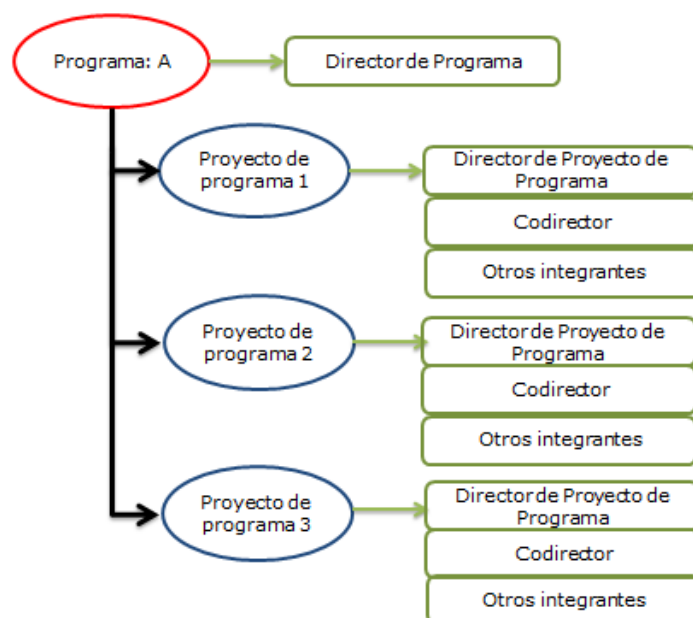 Programa: A
Director de Programa
Proyecto de
programa 1
Director de Proyecto de
Programa
Codirector
Otros integrantes
Proyecto de
programa 2
Director de Proyecto de
Programa
Codirector
Otros integrantes
Proyecto de
programa 3
Director de Proyecto de
Programa
Codirector
Otros integrantes